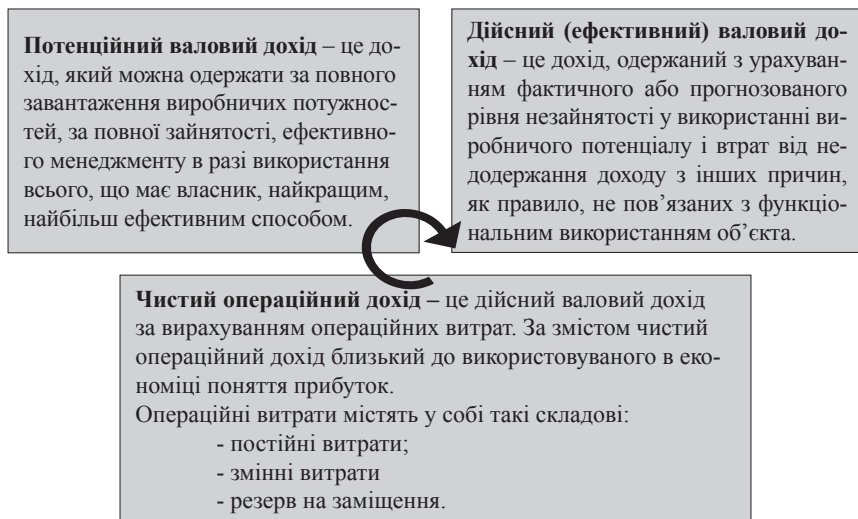 Потенційний валовий дохід – це до-
хід, який можна одержати за повного
завантаження виробничих потужнос-
тей, за повної зайнятості, ефективно-
го менеджменту в разі використання
всього, що має власник, найкращим,
найбільш ефективним способом.
Дійсний (ефективний) валовий до-
хід – це дохід, одержаний з урахуван-
ням фактичного або прогнозованого
рівня незайнятості у використанні ви-
робничого потенціалу і втрат від не-
додержання доходу з інших причин,
як правило, не пов’язаних з функціо-
нальним використанням об’єкта.
Чистий операційний дохід – це дійсний валовий дохід
за вирахуванням операційних витрат. За змістом чистий
операційний дохід близький до використовуваного в еко-
номіці поняття прибуток.
Операційні витрати містять у собі такі складові:
- постійні витрати;
- змінні витрати
- резерв на заміщення.